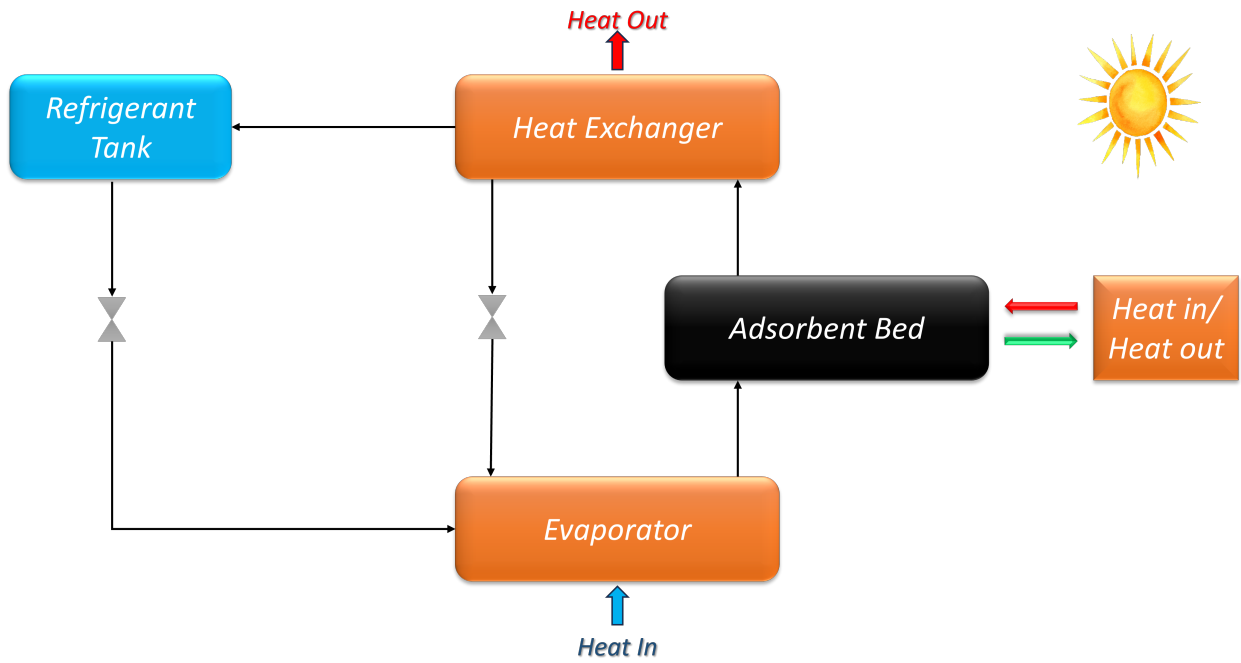 Heat Out
Refrigerant
Tank
Heat Exchanger
Adsorbent Bed
Heat in/
Heat out
Evaporator
Heat In